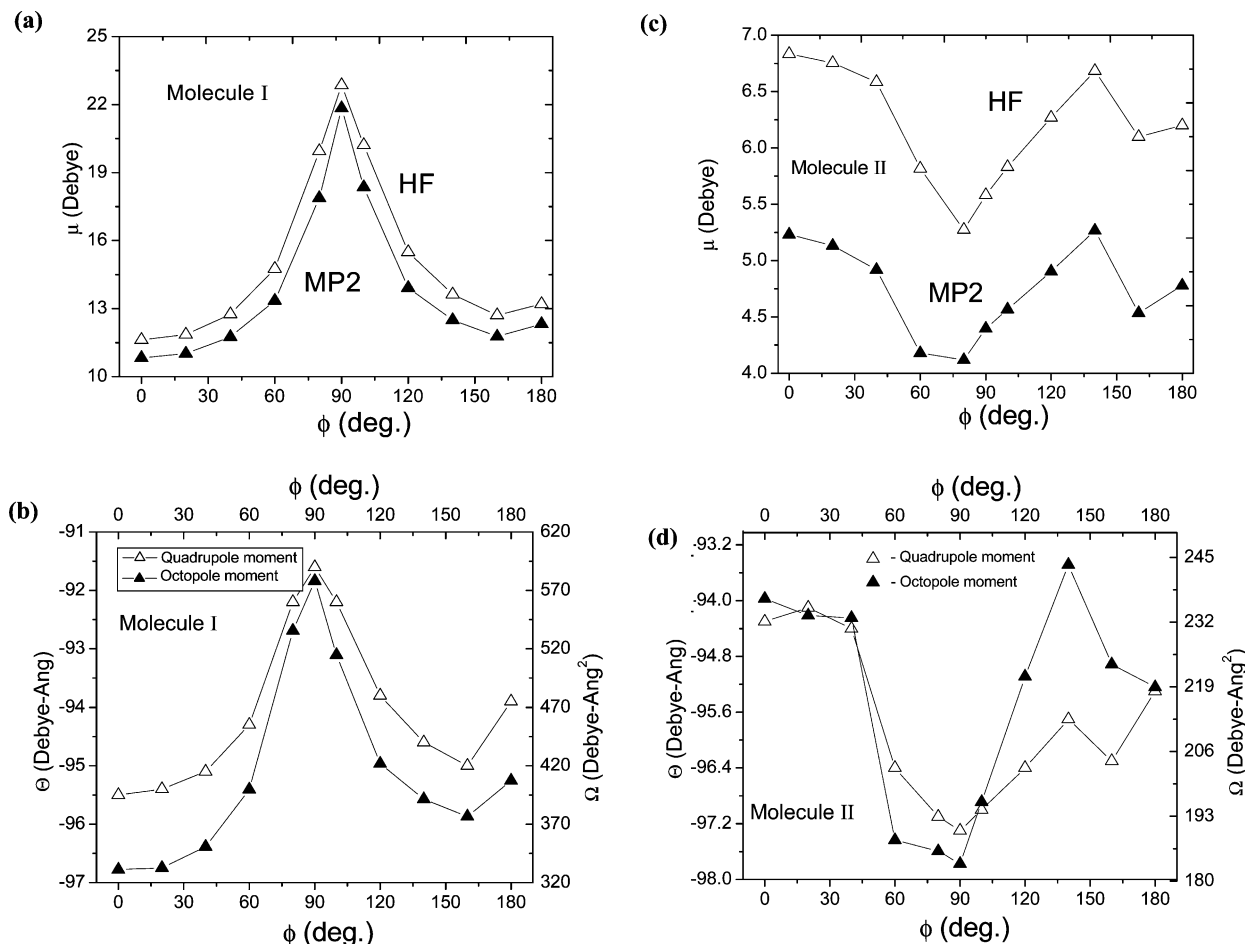 (a)
25
22
19
16
13
10
μ (Debye)
Molecule I
HF
MP2
0 30 60 90 120 150 180
ϕ (deg.)
(c)
7.0
6.5
6.0
5.5
5.0
4.5
4.0
μ (Debye)
HF
Molecule II
MP2
0 30 60 90 120 150 180
ϕ (deg.)
(b)
ϕ (deg.)
0 30 60 90 120 150 180
-91
-92
-93
-94
-95
-96
-97
Θ (Debye-Ang)
Quadrupole moment
Octopole moment
Molecule I
620
570
520
470
420
370
320
Ω (Debye-Ang²)
0 30 60 90 120 150 180
ϕ (deg.)
(d)
ϕ (deg.)
0 30 60 90 120 150 180
-93.2
-94.0
-94.8
-95.6
-96.4
-97.2
-98.0
Θ (Debye-Ang)
- Quadrupole moment
- Octopole moment
Molecule II
245
232
219
206
193
180
Ω (Debye-Ang²)
0 30 60 90 120 150 180
ϕ (deg.)